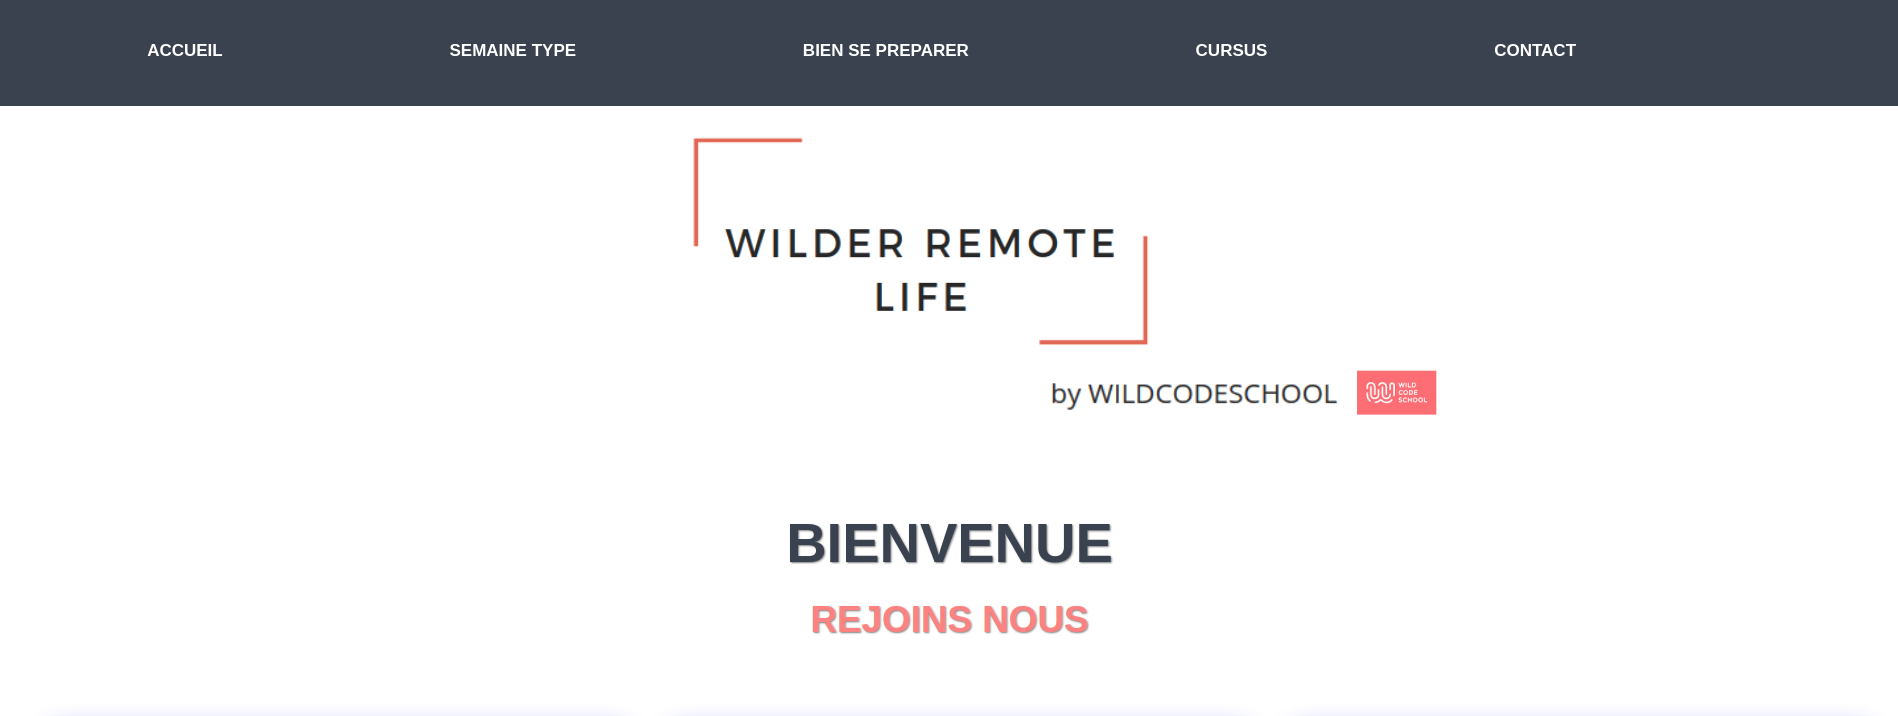 ACCUEIL SEMAINE TYPE BIEN SE PREPARER CURSUS CONTACT
WILDER REMOTE
LIFE
by WILDCODESCHOOL
WILD
CODE
SCHOOL
BIENVENUE
REJOINS NOUS